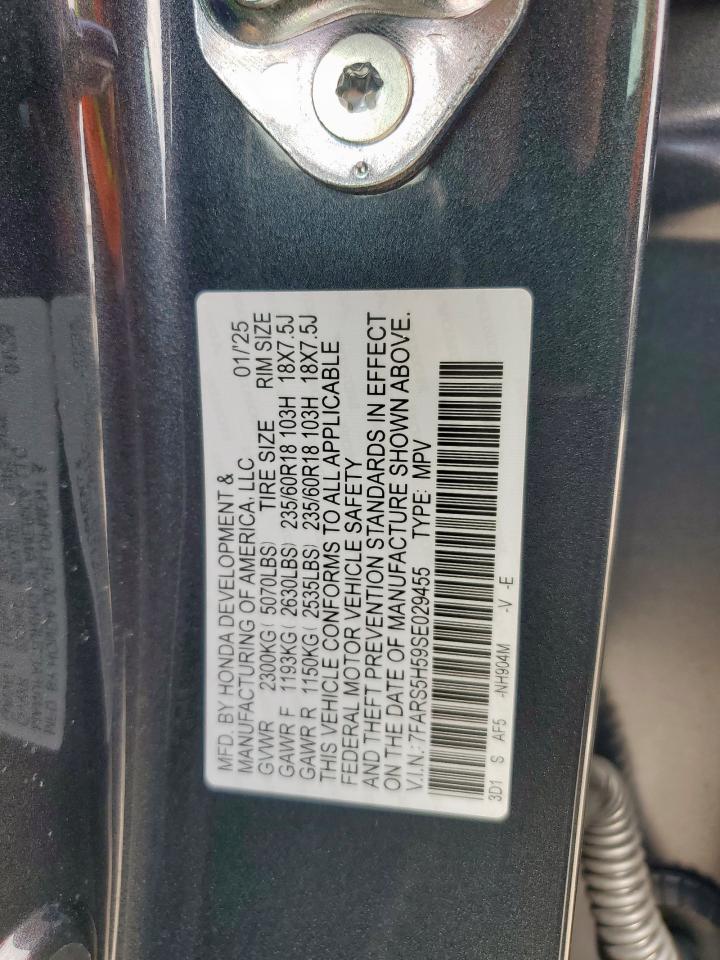 MFD. BY HONDA DEVELOPMENT &
MANUFACTURING OF AMERICA, LLC 01/'25
GVWR 2300KG ( 5070LBS) TIRE SIZE RIM SIZE
GAWR F 1193KG ( 2630LBS) 235/60R18 103H 18X7.5J
GAWR R 1150KG ( 2535LBS) 235/60R18 103H 18X7.5J
THIS VEHICLE CONFORMS TO ALL APPLICABLE
FEDERAL MOTOR VEHICLE SAFETY
AND THEFT PREVENTION STANDARDS IN EFFECT
ON THE DATE OF MANUFACTURE SHOWN ABOVE.
V.I.N.: 7FARS5H59SE029455 TYPE: MPV
3D1 S AF5 -NH904M -V -E